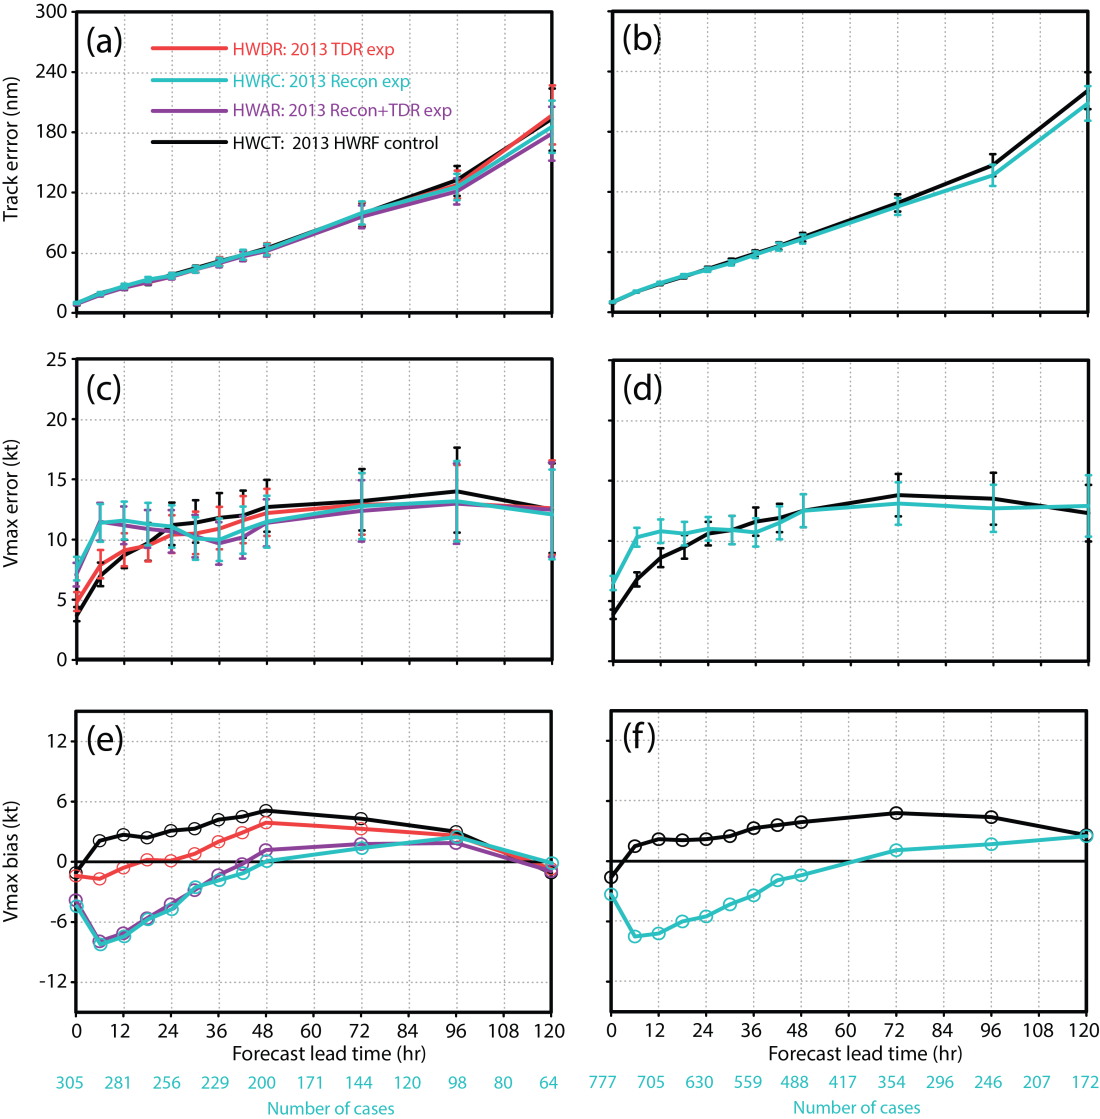 300
240
180
120
60
0
Track errror (nm)
(a)
HWDR: 2013 TDR exp
HWRC: 2013 Recon exp
HWAR: 2013 Recon+TDR exp
HWCT: 2013 HWRF control
(b)
25
20
15
10
5
0
Vmax error (kt)
(c)
(d)
12
6
0
-6
-12
Vmax bias (kt)
(e)
(f)
0 12 24 36 48 60 72 84 96 108 120
Forecast lead time (hr)
305 281 256 229 200 171 144 120 98 80 64
Number of cases
0 12 24 36 48 60 72 84 96 108 120
Forecast lead time (hr)
777 705 630 559 488 417 354 296 246 207 172
Number of cases